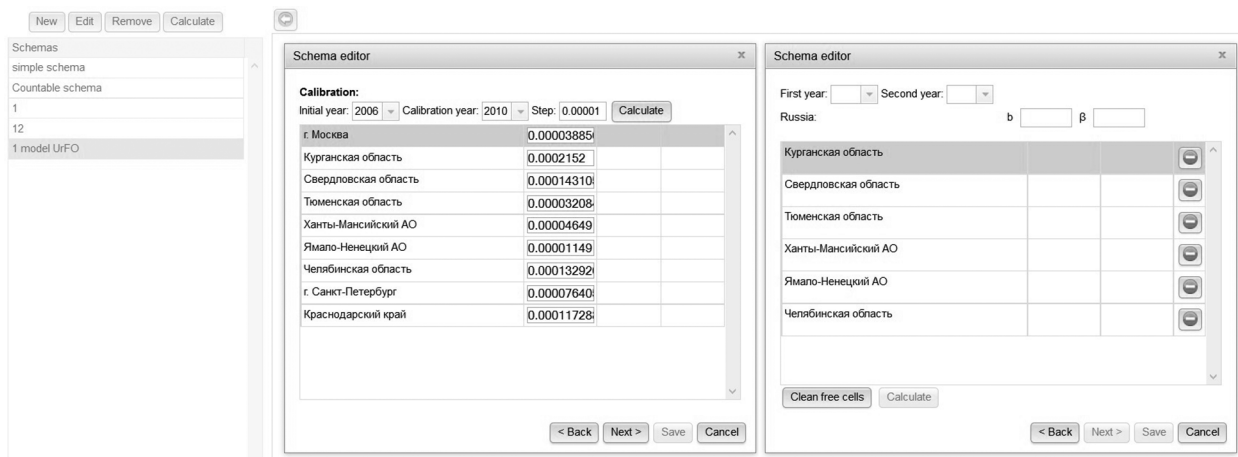 New Edit Remove Calculate
Schemas
simple schema
Countable schema
1
12
1 model UrFO
Schema editor x
Calibration:
Initial year: 2006 Calibration year: 2010 Step: 0.00001 Calculate
г. Москва 0.00003885
Курганская область 0.0002152
Свердловская область 0.00014310
Тюменская область 0.00003208
Ханты-Мансийский АО 0.00004649
Ямало-Ненецкий АО 0.00001149
Челябинская область 0.00013292
г. Санкт-Петербург 0.00007640
Краснодарский край 0.00011728
< Back Next > Save Cancel
Schema editor x
First year: Second year:
Russia: b β
Курганская область
Свердловская область
Тюменская область
Ханты-Мансийский АО
Ямало-Ненецкий АО
Челябинская область
Clean free cells Calculate
< Back Next > Save Cancel